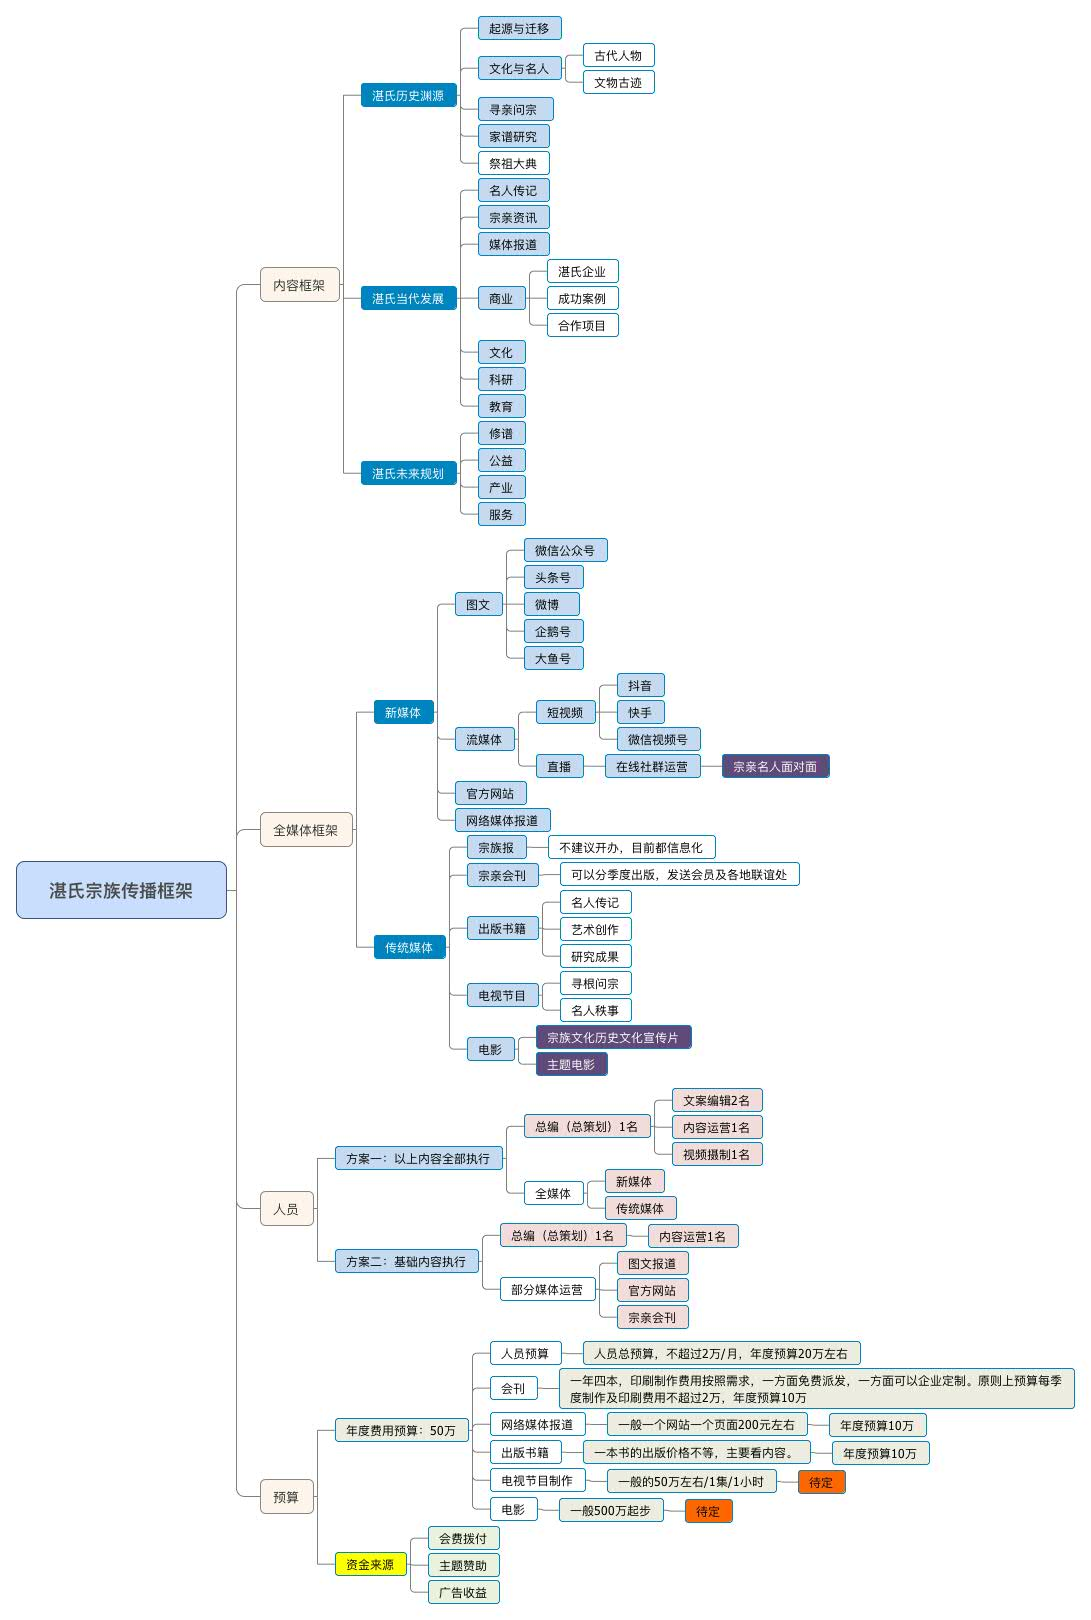 湛氏宗族传播框架
内容框架
湛氏历史渊源
起源与迁移
文化与名人
古代人物
文物古迹
寻亲问宗
家谱研究
祭祖大典
湛氏当代发展
名人传记
宗亲资讯
媒体报道
商业
湛氏企业
成功案例
合作项目
文化
科研
教育
湛氏未来规划
修谱
公益
产业
服务
全媒体框架
新媒体
图文
微信公众号
头条号
微博
企鹅号
大鱼号
流媒体
短视频
抖音
快手
微信视频号
直播
在线社群运营
宗亲名人面对面
官方网站
网络媒体报道
传统媒体
宗族报
不建议开办，目前都信息化
宗亲会刊
可以分季度出版，发送会员及各地联谊处
出版书籍
名人传记
艺术创作
研究成果
电视节目
寻根问宗
名人秩事
电影
宗族文化历史文化宣传片
主题电影
人员
方案一：以上内容全部执行
总编（总策划）1名
文案编辑2名
内容运营1名
视频摄制1名
全媒体
新媒体
传统媒体
方案二：基础内容执行
总编（总策划）1名
内容运营1名
部分媒体运营
图文报道
官方网站
宗亲会刊
预算
年度费用预算：50万
人员预算
人员总预算，不超过2万/月，年度预算20万左右
会刊
一年四本，印刷制作费用按照需求，一方面免费派发，一方面可以企业定制。原则上预算每季
度制作及印刷费用不超过2万，年度预算10万
网络媒体报道
一般一个网站一个页面200元左右
年度预算10万
出版书籍
一本书的出版价格不等，主要看内容。
年度预算10万
电视节目制作
一般的50万左右/1集/1小时
待定
电影
一般500万起步
待定
资金来源
会费拨付
主题赞助
广告收益